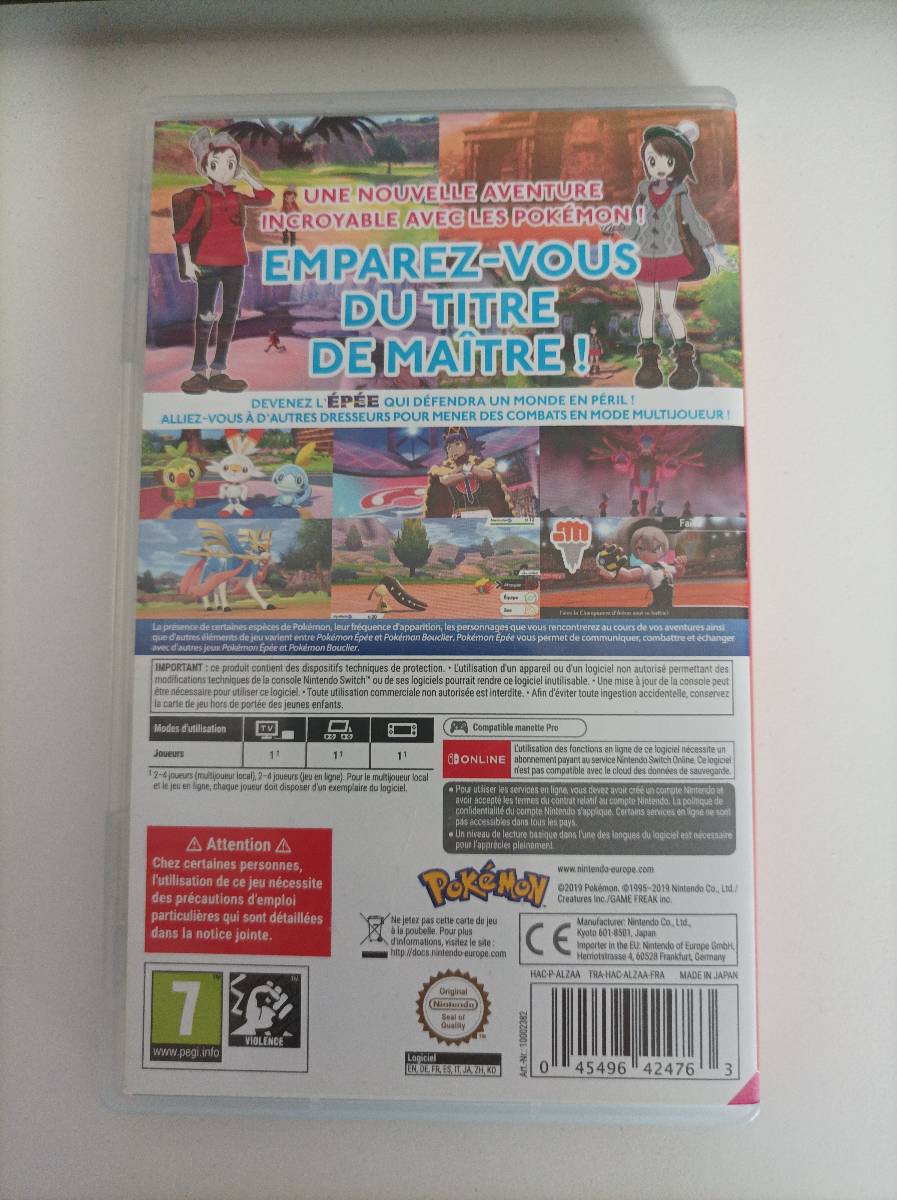 UNE NOUVELLE AVENTURE
INCROYABLE AVEC LES POKÉMON !
EMPAREZ-VOUS
DU TITRE
DE MAÎTRE !
DEVENEZ L'ÉPÉE QUI DÉFENDRA UN MONDE EN PÉRIL !
ALLIEZ-VOUS À D'AUTRES DRESSEURS POUR MENER DES COMBATS EN MODE MULTIJOUEUR !
Équipe
Sac
La présence de certaines espèces de Pokémon, leur fréquence d'apparition, les personnages que vous rencontrerez au cours de vos aventures ainsi
que d'autres éléments de jeu varient entre Pokémon Épée et Pokémon Bouclier. Pokémon Épée vous permet de communiquer, combattre et échanger
avec d'autres jeux Pokémon Épée et Pokémon Bouclier.
IMPORTANT : ce produit contient des dispositifs techniques de protection. • L'utilisation d'un appareil ou d'un logiciel non autorisé permettant des
modifications techniques de la console Nintendo Switch™ ou de ses logiciels pourrait rendre ce logiciel inutilisable. • Une mise à jour de la console peut
être nécessaire pour utiliser ce logiciel. • Toute utilisation commerciale non autorisée est interdite. • Afin d'éviter toute ingestion accidentelle, conservez
la carte de jeu hors de portée des jeunes enfants.
Modes d'utilisation
TV
Joueurs
1¹ 1¹ 1¹
¹ 2-4 joueurs (multijoueur local), 2-4 joueurs (jeu en ligne). Pour le multijoueur local
et le jeu en ligne, chaque joueur doit disposer d'un exemplaire du logiciel.
Compatible manette Pro
ONLINE
L'utilisation des fonctions en ligne de ce logiciel nécessite un
abonnement payant au service Nintendo Switch Online. Ce logiciel
n'est pas compatible avec le cloud des données de sauvegarde.
• Pour utiliser les services en ligne, vous devez avoir créé un compte Nintendo et
avoir accepté les termes du contrat relatif au compte Nintendo. La politique de
confidentialité du compte Nintendo s'applique. Certains services en ligne ne sont
pas accessibles dans tous les pays.
• Un niveau de lecture basique dans l'une des langues du logiciel est nécessaire
pour l'apprécier pleinement.
⚠ Attention ⚠
Chez certaines personnes,
l'utilisation de ce jeu nécessite
des précautions d'emploi
particulières qui sont détaillées
dans la notice jointe.
POKéMON
www.nintendo-europe.com
©2019 Pokémon. ©1995-2019 Nintendo Co., Ltd./
Creatures Inc./GAME FREAK inc.
Ne jetez pas cette carte de jeu
à la poubelle. Pour plus
d'informations, visitez le site :
http://docs.nintendo-europe.com
CE
Manufacturer: Nintendo Co., Ltd.,
Kyoto 601-8501, Japan
Importer in the EU: Nintendo of Europe GmbH,
Herriotstrasse 4, 60528 Frankfurt, Germany
HAC-P-ALZAA TRA-HAC-ALZAA-FRA MADE IN JAPAN
7
www.pegi.info
VIOLENCE
Original
Nintendo
Seal of
Quality
Logiciel
EN, DE, FR, ES, IT, JA, ZH, KO
Art.-Nr.: 10002382
0 45496 42476 3